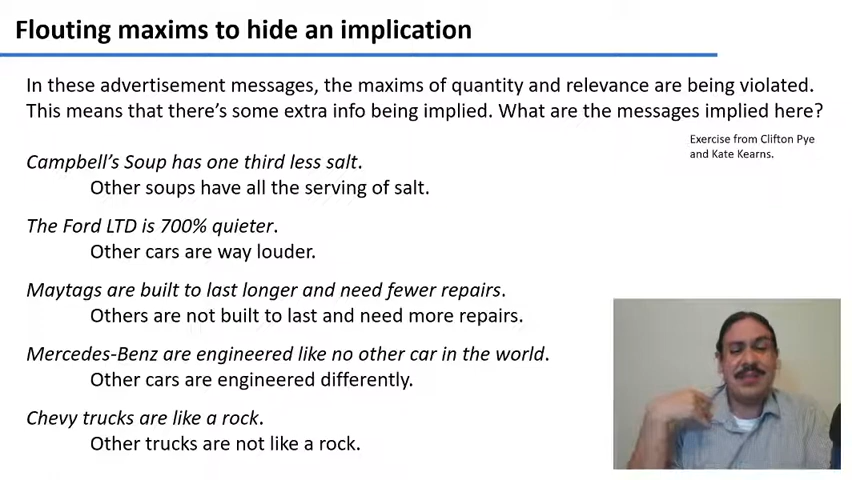 Flouting maxims to hide an implication
In these advertisement messages, the maxims of quantity and relevance are being violated.
This means that there's some extra info being implied. What are the messages implied here?
Exercise from Clifton Pye
and Kate Kearns.
Campbell's Soup has one third less salt.
Other soups have all the serving of salt.
The Ford LTD is 700% quieter.
Other cars are way louder.
Maytags are built to last longer and need fewer repairs.
Others are not built to last and need more repairs.
Mercedes-Benz are engineered like no other car in the world.
Other cars are engineered differently.
Chevy trucks are like a rock.
Other trucks are not like a rock.